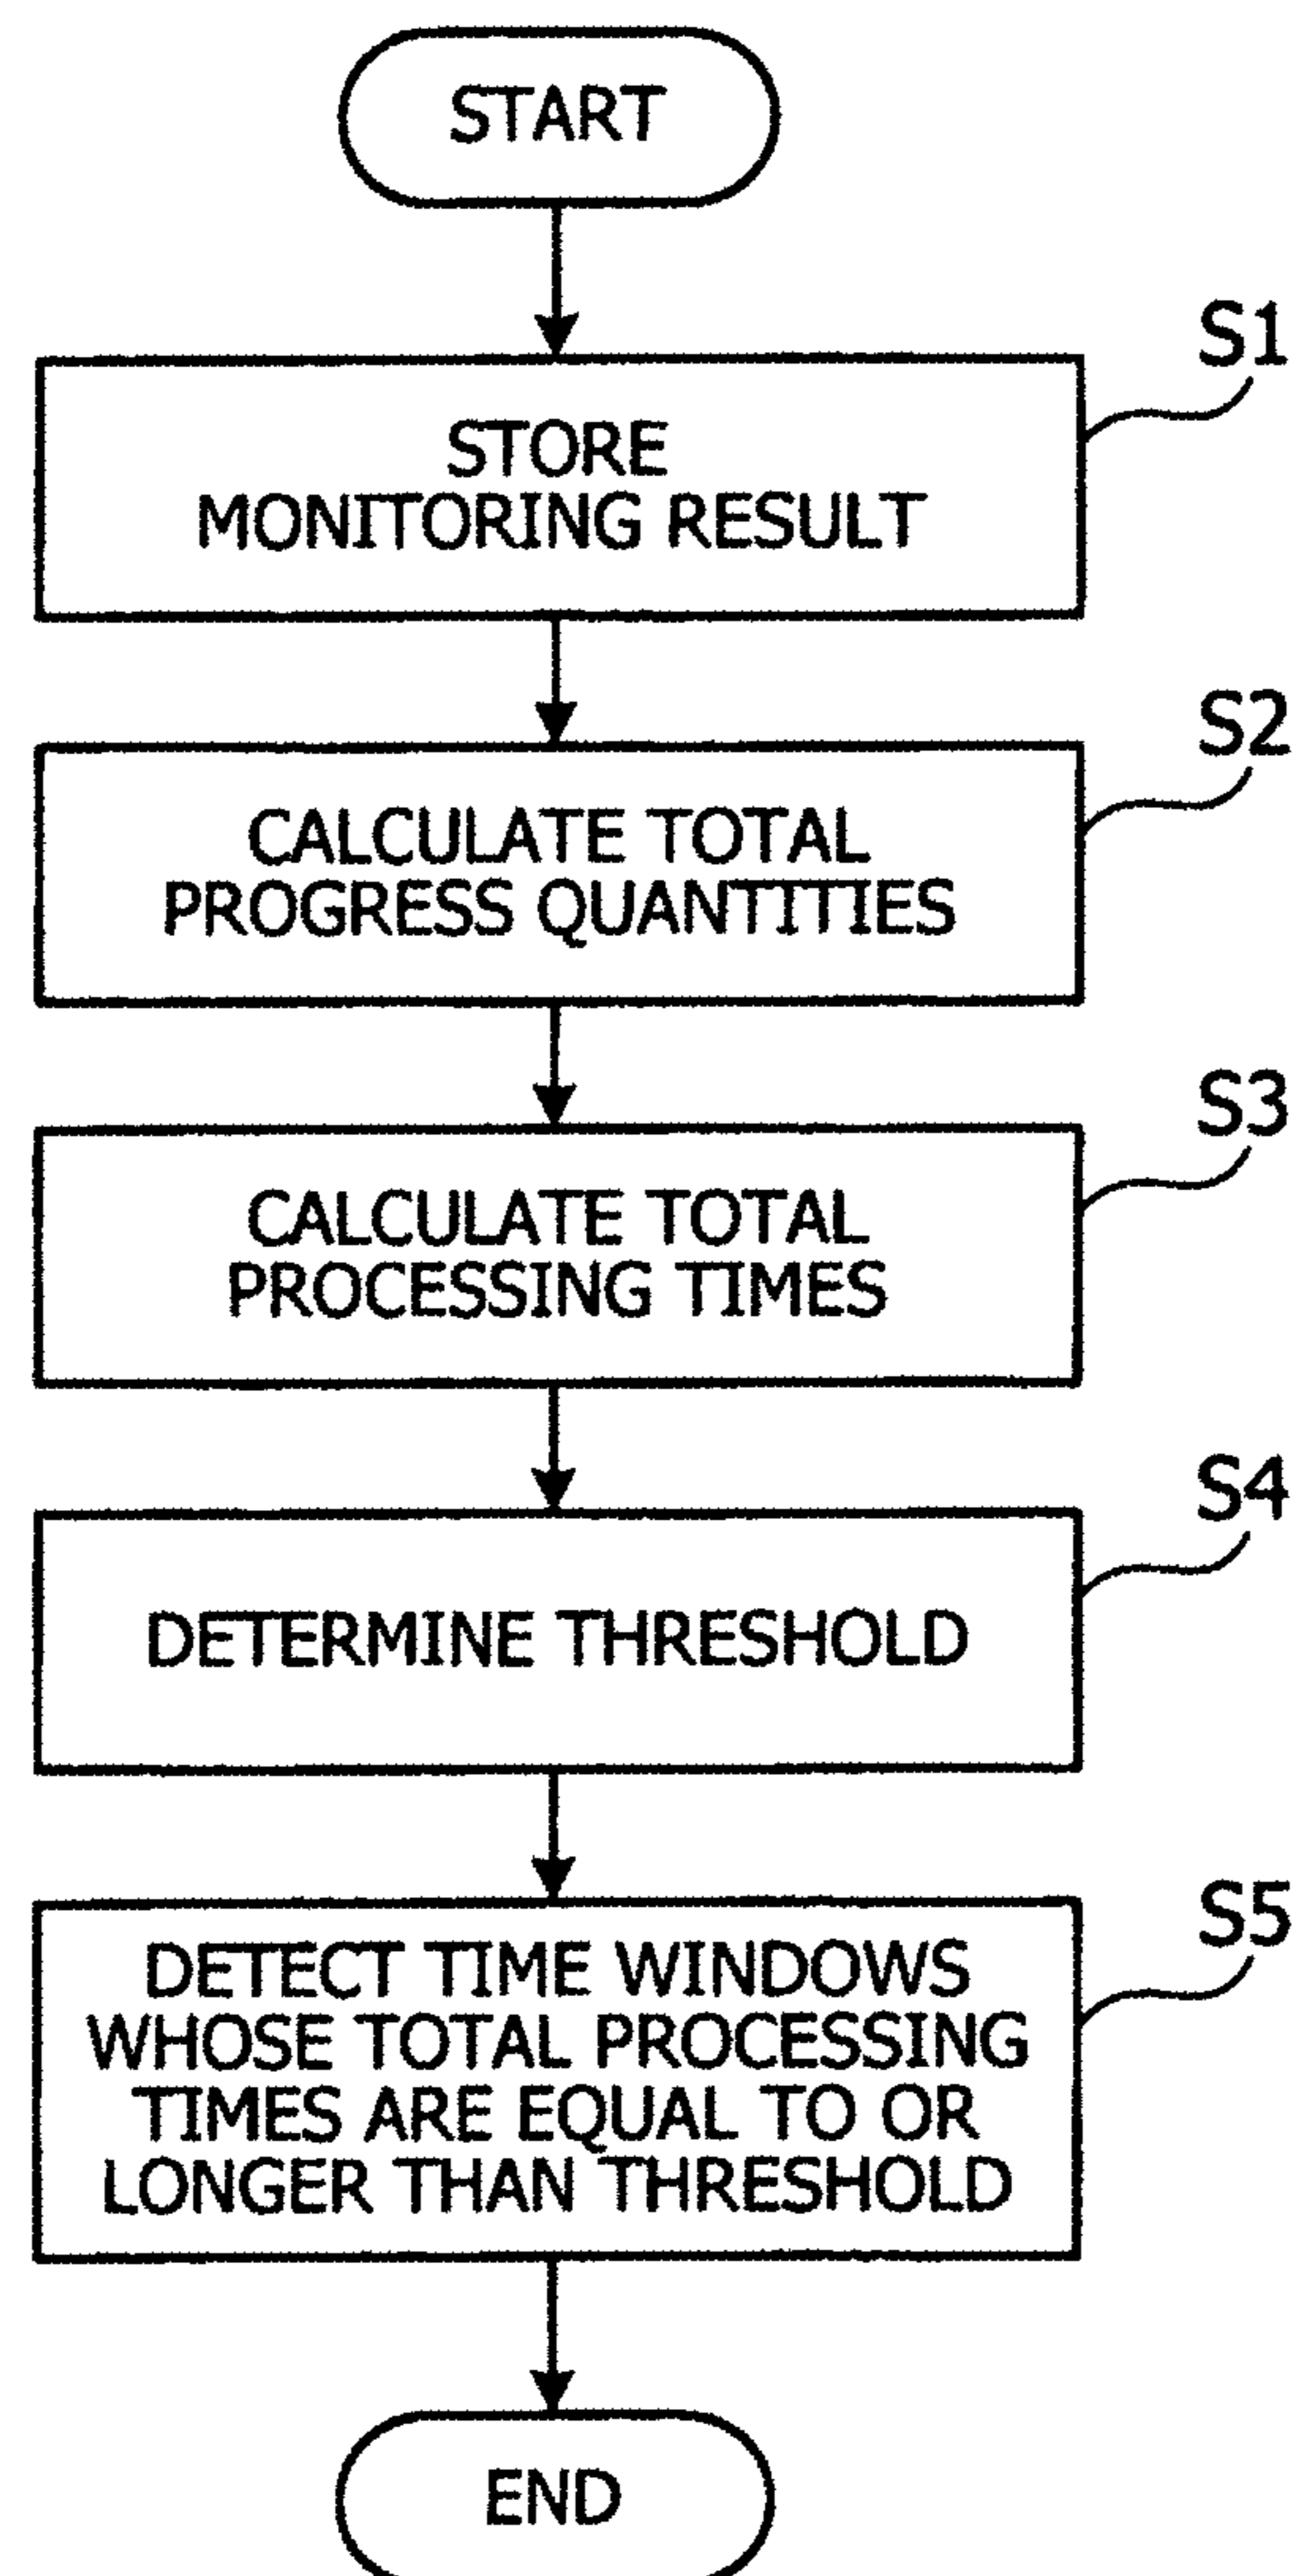 START
S1
STORE
MONITORING RESULT
S2
CALCULATE TOTAL
PROGRESS QUANTITIES
S3
CALCULATE TOTAL
PROCESSING TIMES
S4
DETERMINE THRESHOLD
S5
DETECT TIME WINDOWS
WHOSE TOTAL PROCESSING
TIMES ARE EQUAL TO OR
LONGER THAN THRESHOLD
END